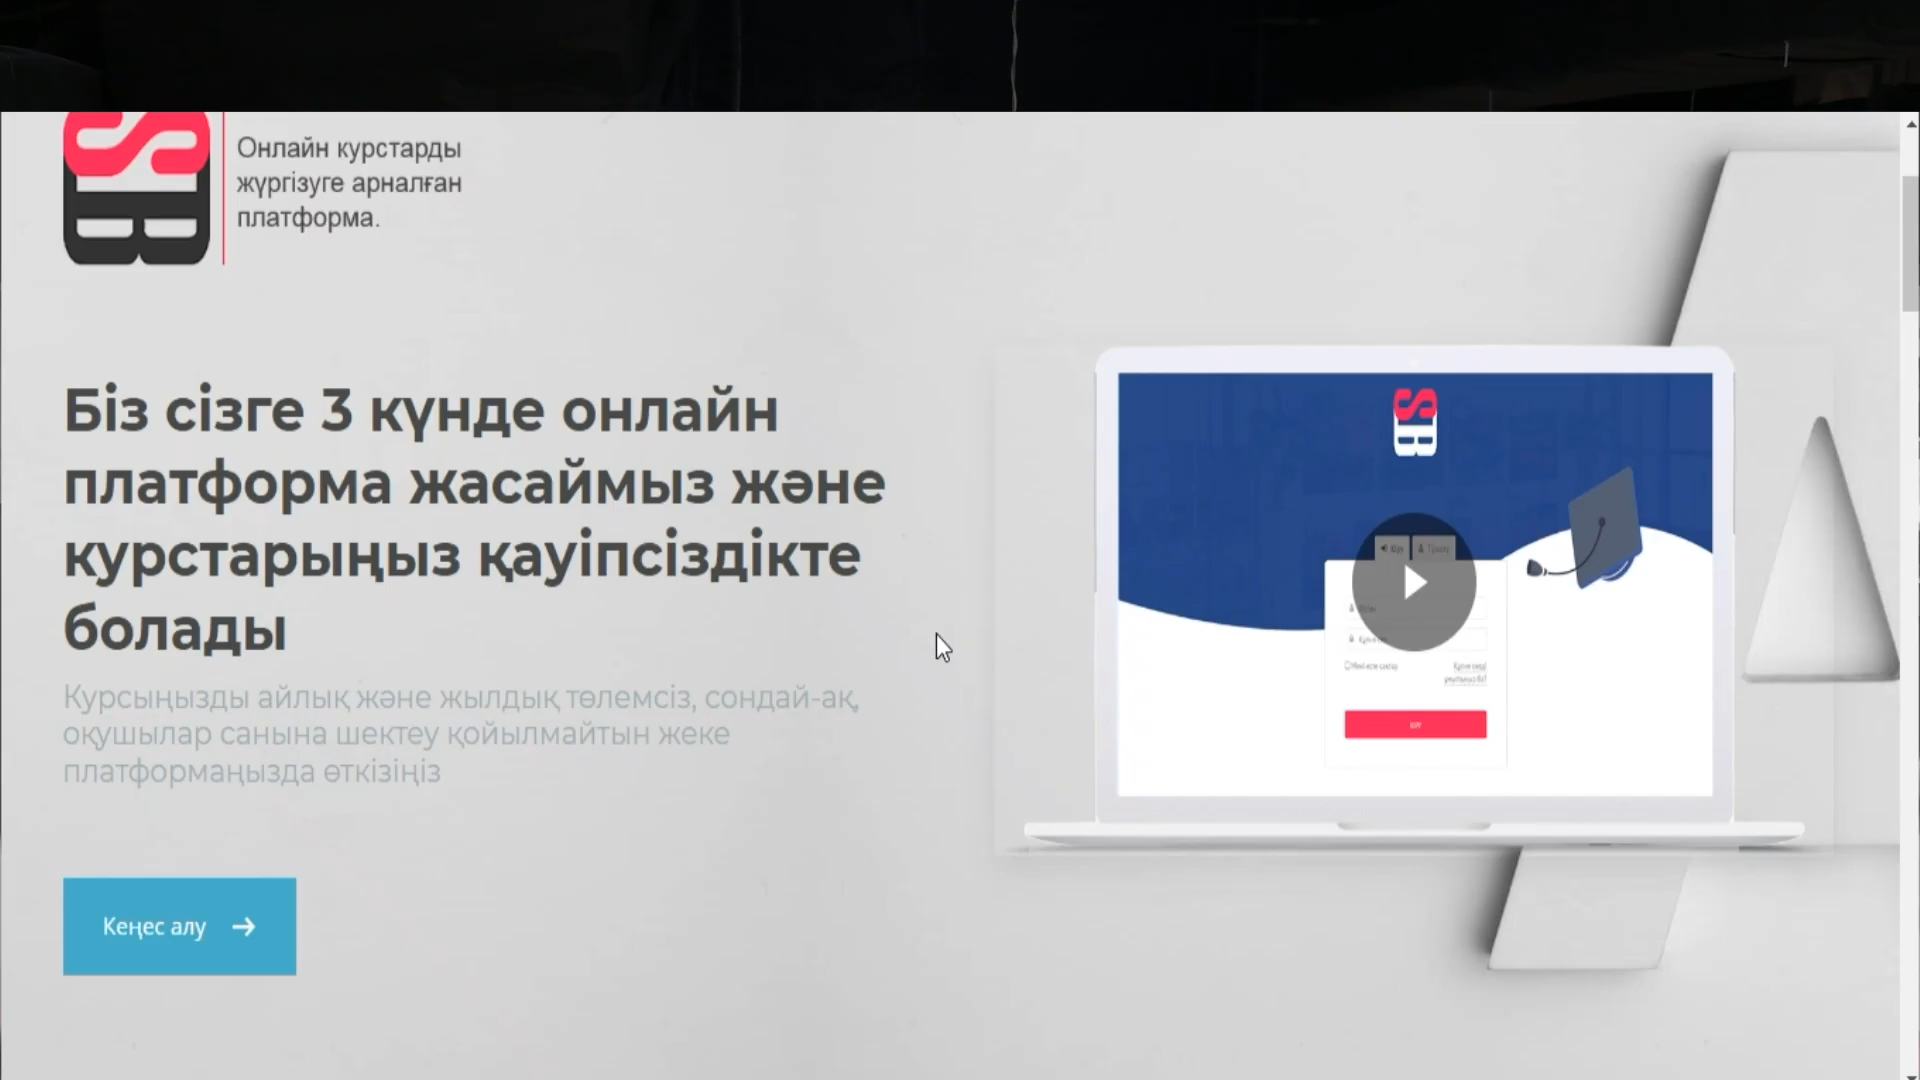 Онлайн курстарды
жүргізуге арналған
платформа.
Біз сізге 3 күнде онлайн
платформа жасаймыз және
курстарыңыз қауіпсіздікте
болады
Курсыңызды айлық және жылдық төлемсіз, сондай-ақ,
оқушылар санына шектеу қойылмайтын жеке
платформаңызда өткізіңіз
Кеңес алу